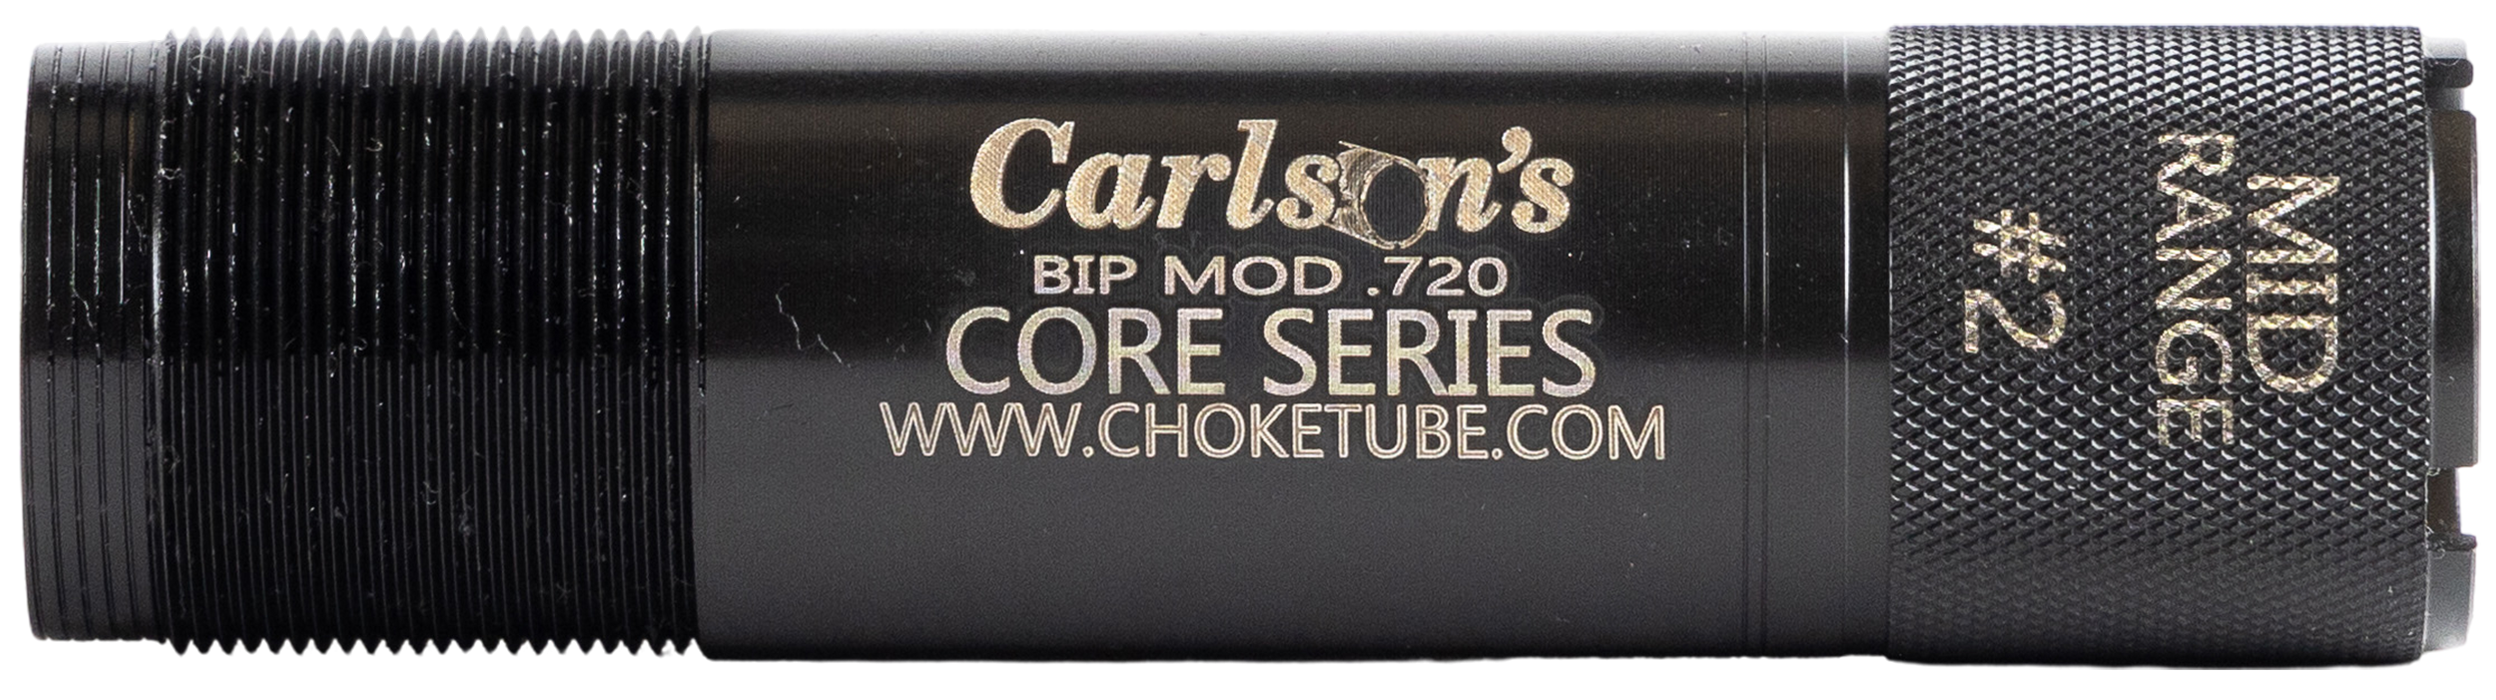 Carlson's
BIP MOD .720
CORE SERIES
WWW.CHOKETUBE.COM
MID
RANGE
#2